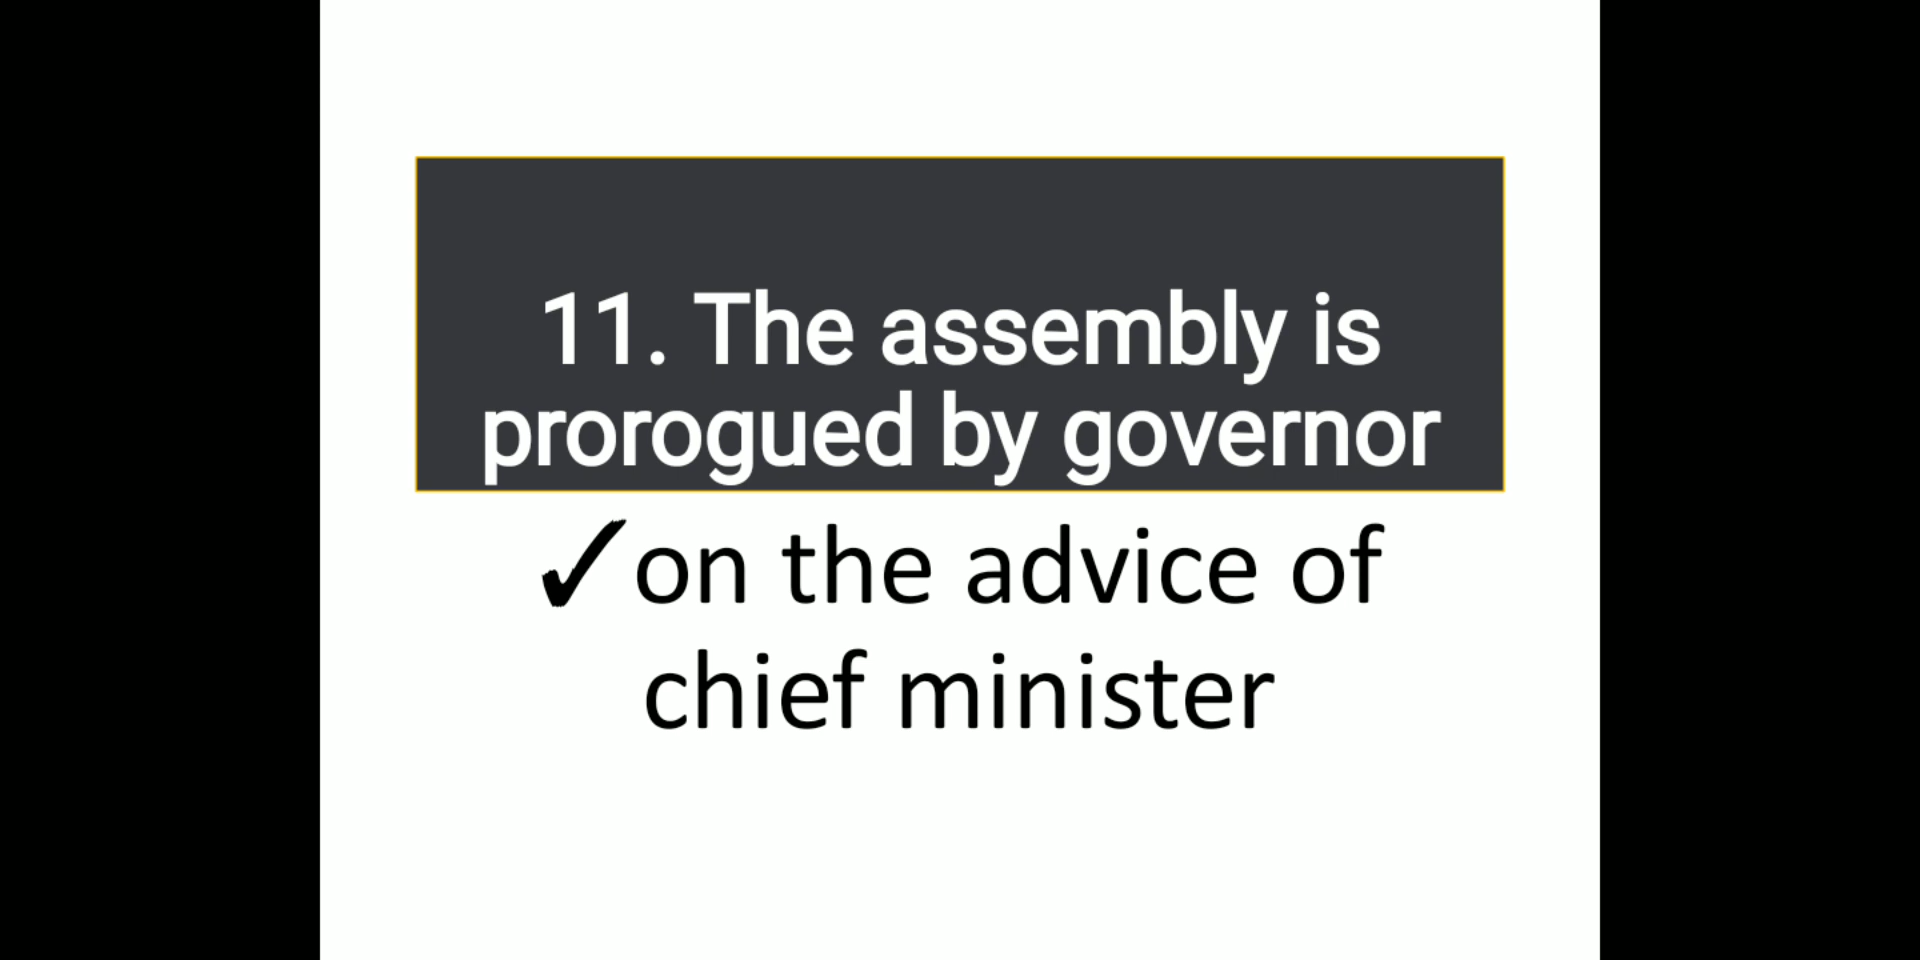 11. The assembly is
prorogued by governor
✓on the advice of
chief minister